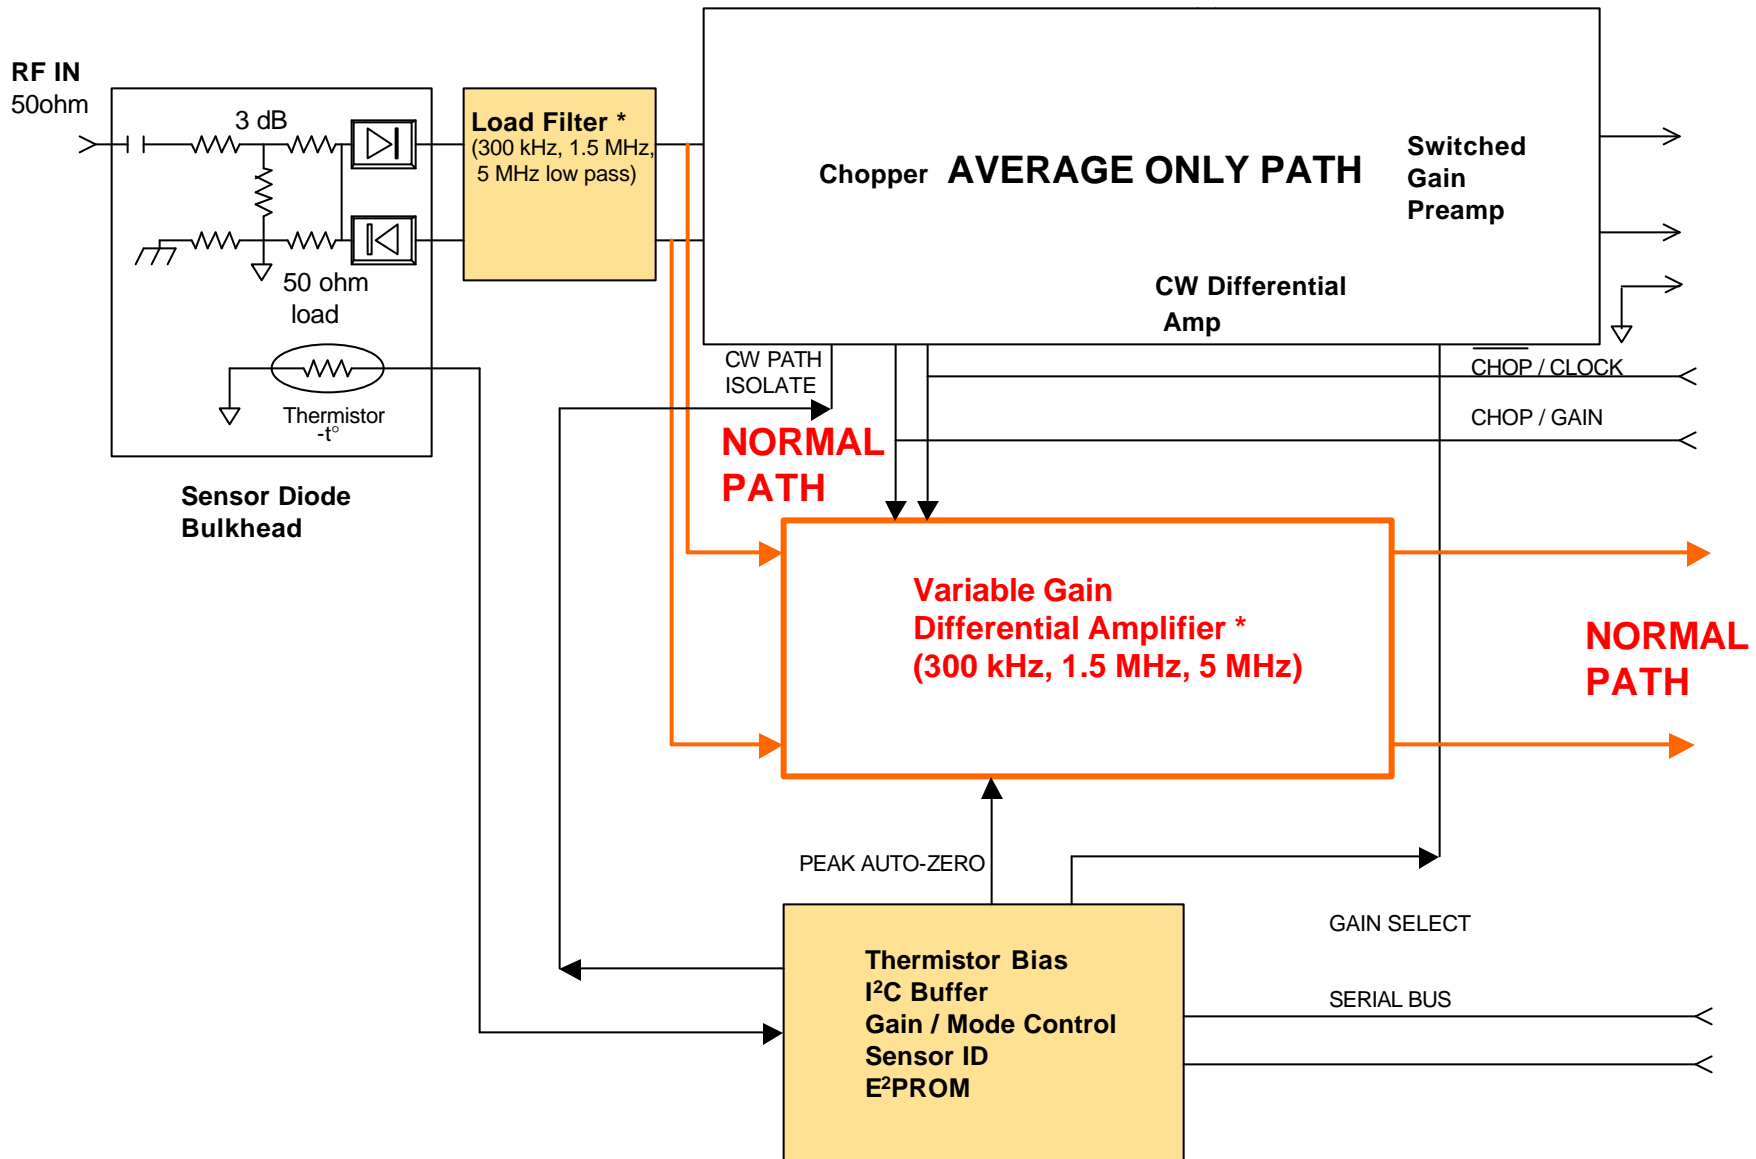 RF IN
50ohm
3 dB
50 ohm
load
Thermistor
-t°
Sensor Diode
Bulkhead
Load Filter *
(300 kHz, 1.5 MHz,
5 MHz low pass)
Chopper AVERAGE ONLY PATH
Switched
Gain
Preamp
CW Differential
Amp
CW PATH
ISOLATE
CHOP / CLOCK
CHOP / GAIN
NORMAL
PATH
Variable Gain
Differential Amplifier *
(300 kHz, 1.5 MHz, 5 MHz)
NORMAL
PATH
PEAK AUTO-ZERO
GAIN SELECT
SERIAL BUS
Thermistor Bias
I²C Buffer
Gain / Mode Control
Sensor ID
E²PROM